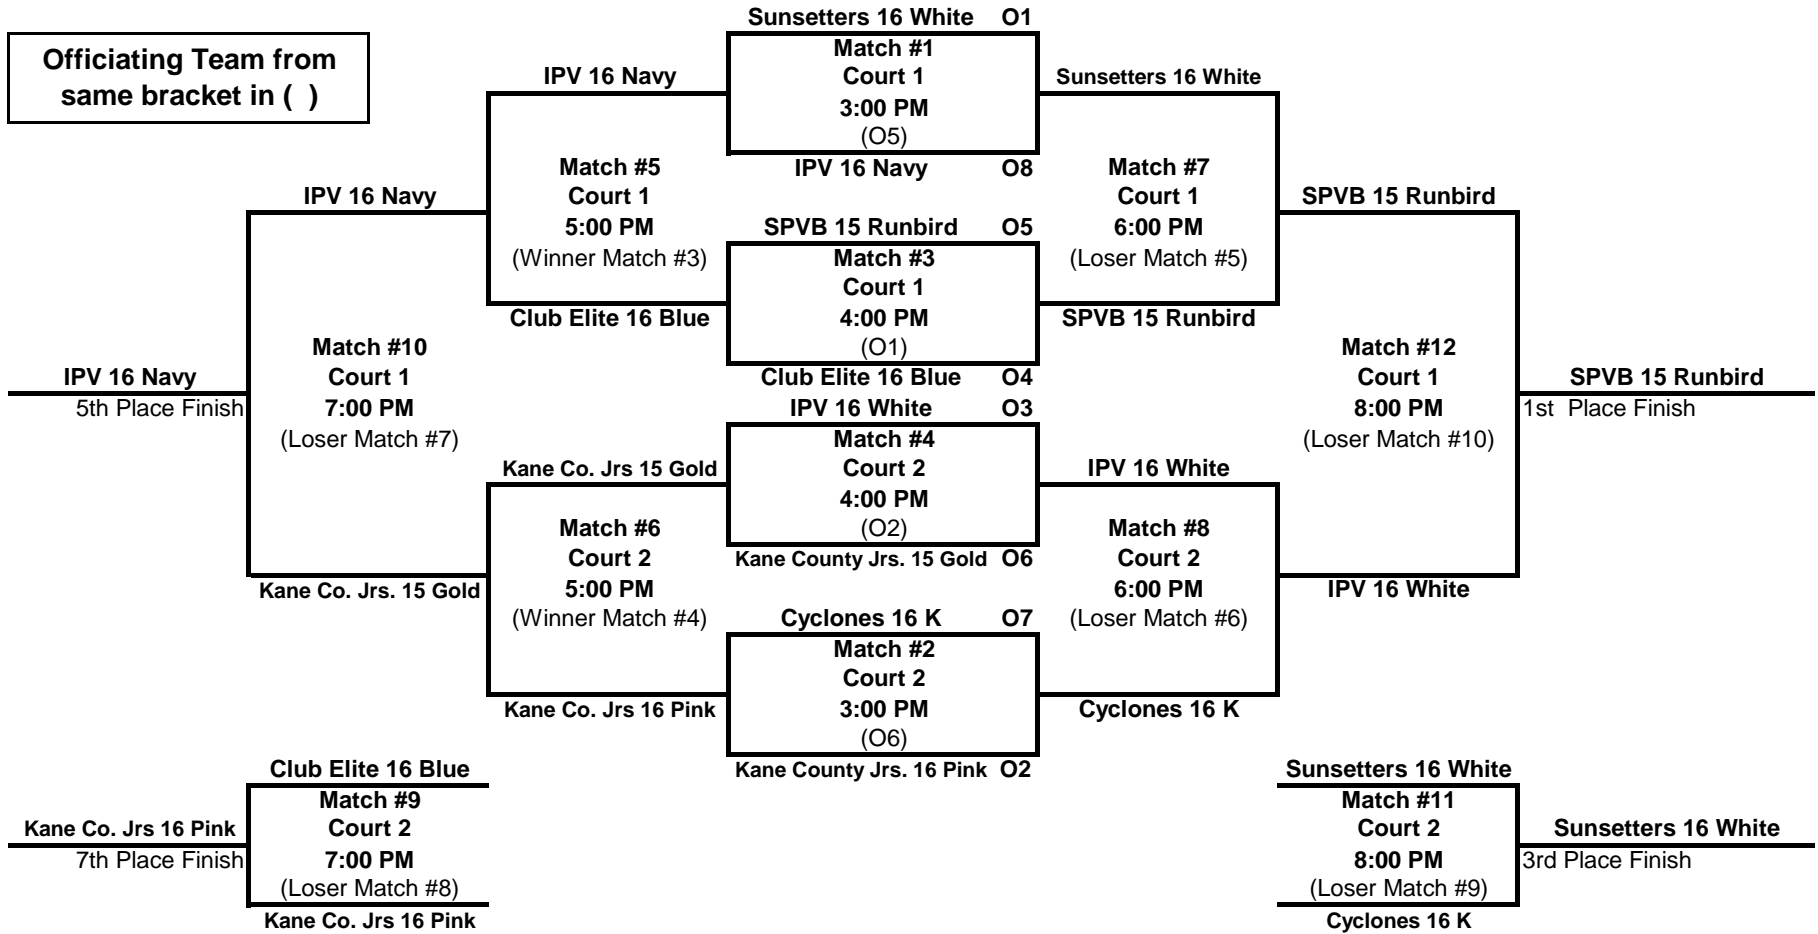 Officiating Team from
same bracket in ( )
Sunsetters 16 White O1
Match #1
Court 1
3:00 PM
(O5)
IPV 16 Navy O8
SPVB 15 Runbird O5
Match #3
Court 1
4:00 PM
(O1)
Club Elite 16 Blue O4
IPV 16 White O3
Match #4
Court 2
4:00 PM
(O2)
Kane County Jrs. 15 Gold O6
Cyclones 16 K O7
Match #2
Court 2
3:00 PM
(O6)
Kane County Jrs. 16 Pink O2
IPV 16 Navy
Match #5
Court 1
5:00 PM
(Winner Match #3)
Club Elite 16 Blue
Kane Co. Jrs 15 Gold
Match #6
Court 2
5:00 PM
(Winner Match #4)
Kane Co. Jrs 16 Pink
IPV 16 Navy
Match #10
Court 1
7:00 PM
(Loser Match #7)
Kane Co. Jrs. 15 Gold
IPV 16 Navy
5th Place Finish
Club Elite 16 Blue
Match #9
Court 2
7:00 PM
(Loser Match #8)
Kane Co. Jrs 16 Pink
Kane Co. Jrs 16 Pink
7th Place Finish
Sunsetters 16 White
Match #7
Court 1
6:00 PM
(Loser Match #5)
SPVB 15 Runbird
IPV 16 White
Match #8
Court 2
6:00 PM
(Loser Match #6)
Cyclones 16 K
SPVB 15 Runbird
Match #12
Court 1
8:00 PM
(Loser Match #10)
IPV 16 White
SPVB 15 Runbird
1st  Place Finish
Sunsetters 16 White
Match #11
Court 2
8:00 PM
(Loser Match #9)
Cyclones 16 K
Sunsetters 16 White
3rd Place Finish